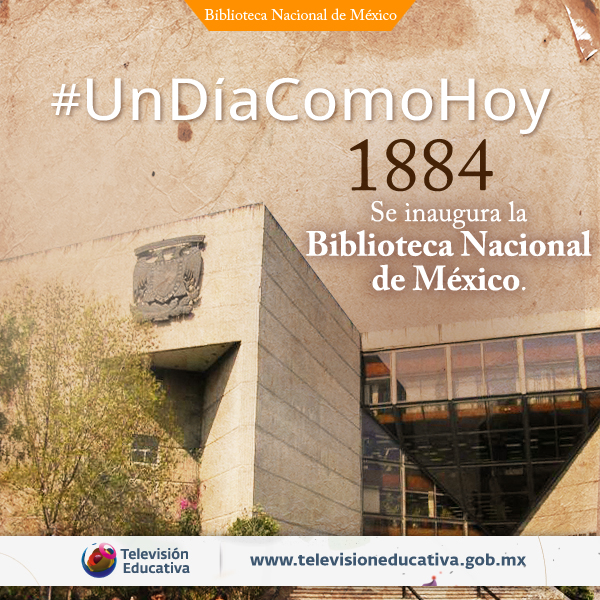 Biblioteca Nacional de México
#UnDíaComoHoy
1884
Se inaugura la
Biblioteca Nacional
de México.
Televisión
Educativa
www.televisioneducativa.gob.mx